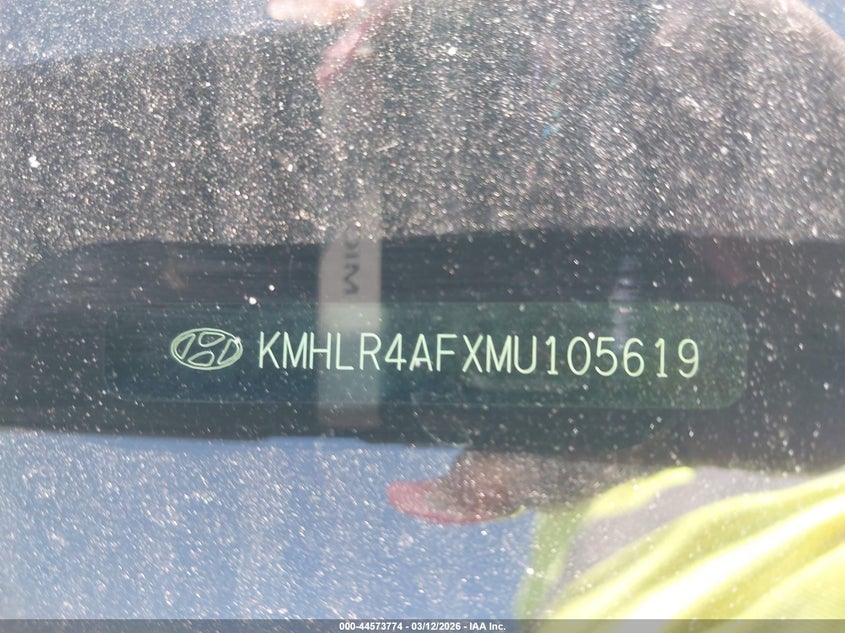 KMHLR4AFXMU105619
000-44573774 - 03/12/2026 - IAA Inc.